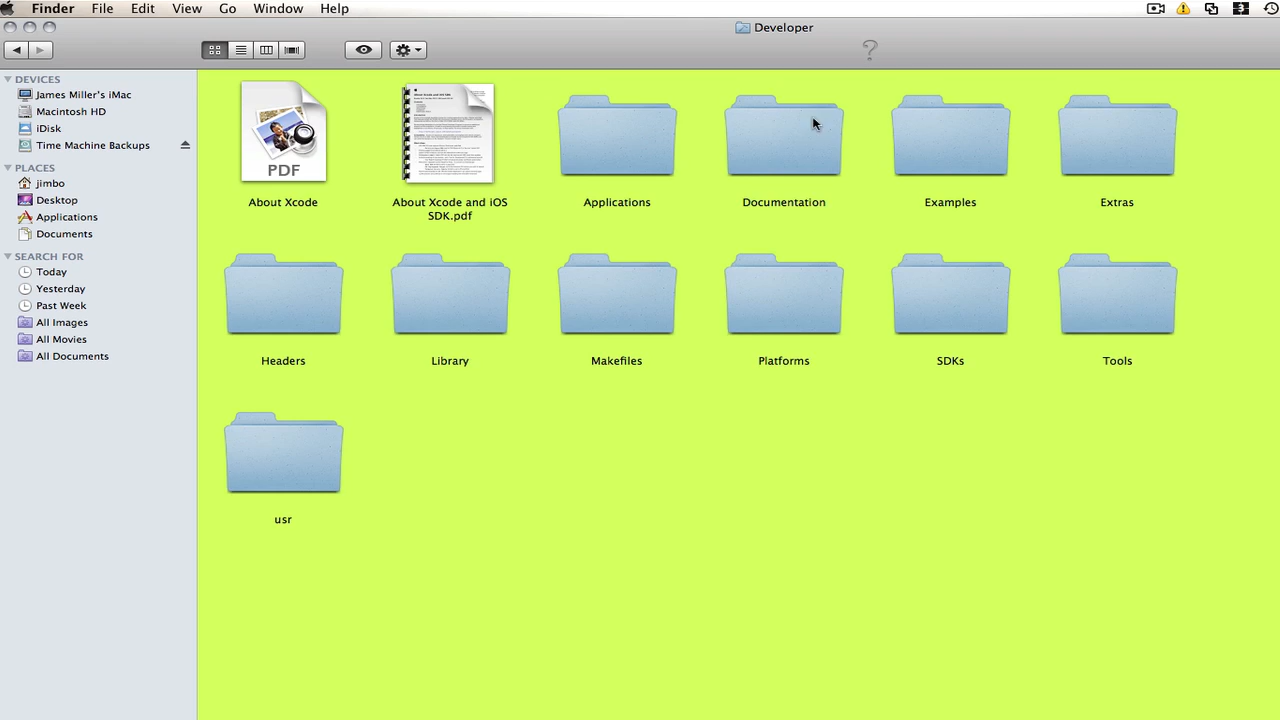 Finder File Edit View Go Window Help
Developer
DEVICES
James Miller's iMac
Macintosh HD
iDisk
Time Machine Backups
PLACES
jimbo
Desktop
Applications
Documents
SEARCH FOR
Today
Yesterday
Past Week
All Images
All Movies
All Documents
PDF
About Xcode
About Xcode and iOS
SDK.pdf
Applications
Documentation
Examples
Extras
Headers
Library
Makefiles
Platforms
SDKs
Tools
usr